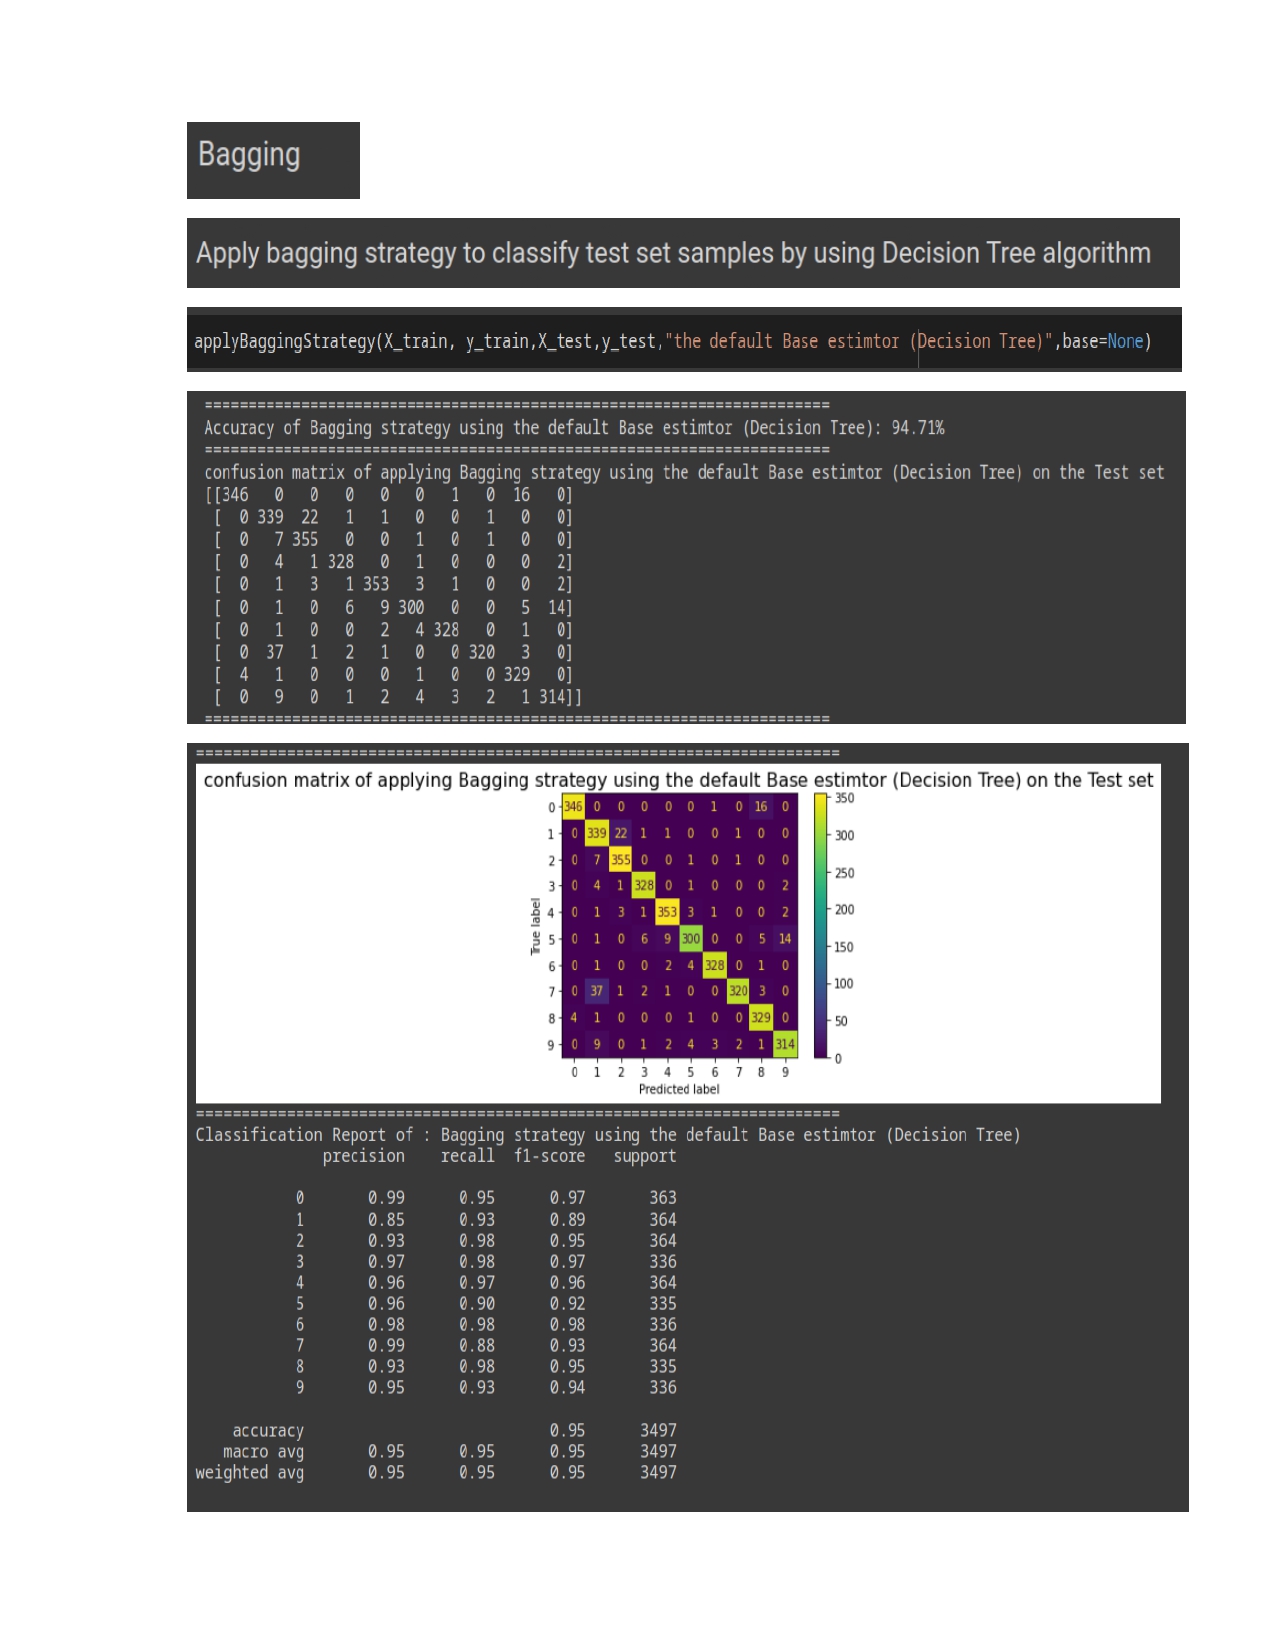 Bagging
Apply bagging strategy to classify test set samples by using Decision Tree algorithm
applyBaggingStrategy(X_train, y_train,X_test,y_test,"the default Base estimtor (Decision Tree)",base=None)
=======================================================================
Accuracy of Bagging strategy using the default Base estimtor (Decision Tree): 94.71%
=======================================================================
confusion matrix of applying Bagging strategy using the default Base estimtor (Decision Tree) on the Test set
[[346   0   0   0   0   0   1   0  16   0]
 [  0 339  22   1   1   0   0   1   0   0]
 [  0   7 355   0   0   1   0   1   0   0]
 [  0   4   1 328   0   1   0   0   0   2]
 [  0   1   3   1 353   3   1   0   0   2]
 [  0   1   0   6   9 300   0   0   5  14]
 [  0   1   0   0   2   4 328   0   1   0]
 [  0  37   1   2   1   0   0 320   3   0]
 [  4   1   0   0   0   1   0   0 329   0]
 [  0   9   0   1   2   4   3   2   1 314]]
=======================================================================
=======================================================================
confusion matrix of applying Bagging strategy using the default Base estimtor (Decision Tree) on the Test set
0 346 0 0 0 0 0 1 0 16 0
1 0 339 22 1 1 0 0 1 0 0
2 0 7 355 0 0 1 0 1 0 0
3 0 4 1 328 0 1 0 0 0 2
4 0 1 3 1 353 3 1 0 0 2
5 0 1 0 6 9 300 0 0 5 14
6 0 1 0 0 2 4 328 0 1 0
7 0 37 1 2 1 0 0 320 3 0
8 4 1 0 0 0 1 0 0 329 0
9 0 9 0 1 2 4 3 2 1 314
0 1 2 3 4 5 6 7 8 9
Predicted label
True label
350
300
250
200
150
100
50
0
=======================================================================
Classification Report of : Bagging strategy using the default Base estimtor (Decision Tree)
precision    recall  f1-score   support
0       0.99      0.95      0.97       363
1       0.85      0.93      0.89       364
2       0.93      0.98      0.95       364
3       0.97      0.98      0.97       336
4       0.96      0.97      0.96       364
5       0.96      0.90      0.92       335
6       0.98      0.98      0.98       336
7       0.99      0.88      0.93       364
8       0.93      0.98      0.95       335
9       0.95      0.93      0.94       336
accuracy                           0.95      3497
macro avg       0.95      0.95      0.95      3497
weighted avg       0.95      0.95      0.95      3497